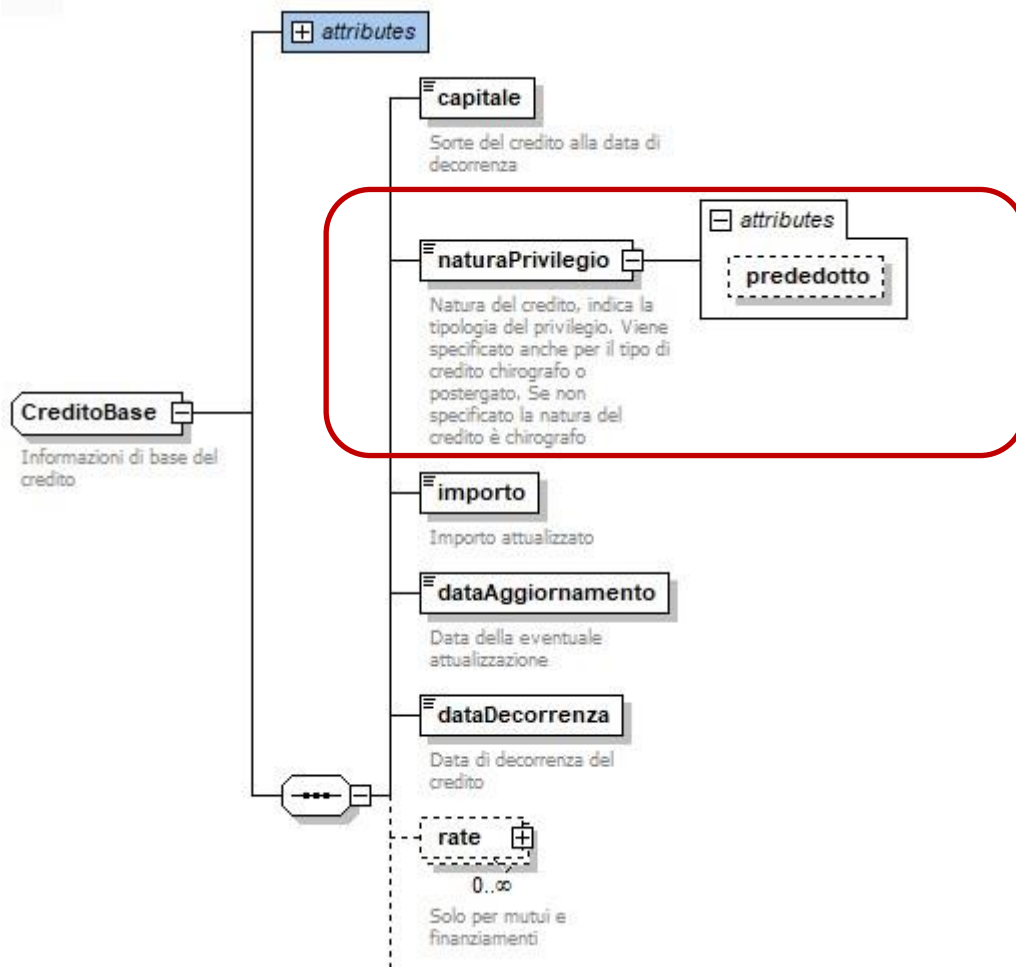 attributes
capitale
Sorte del credito alla data di
decorrenza
attributes
naturaPrivilegio
prededotto
Natura del credito, indica la
tipologia del privilegio. Viene
specificato anche per il tipo di
credito chirografo o
postergato. Se non
specificato la natura del
credito è chirografo
CreditoBase
Informazioni di base del
credito
importo
Importo attualizzato
dataAggiornamento
Data della eventuale
attualizzazione
dataDecorrenza
Data di decorrenza del
credito
rate
0..∞
Solo per mutui e
finanziamenti